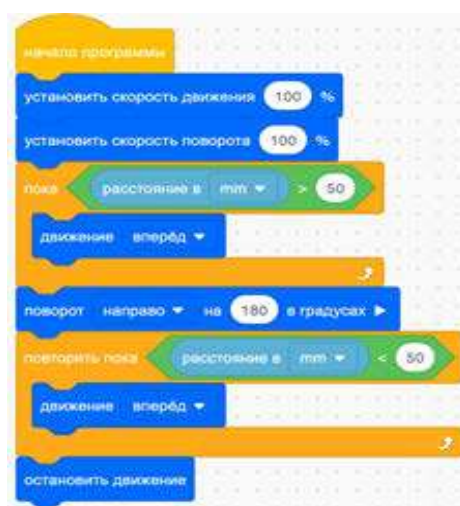 начало программы
установить скорость движения 100 %
установить скорость поворота 100 %
пока расстояние в mm > 50
движение вперёд
поворот направо на 180 в градусах
повторить пока расстояние в mm < 50
движение вперёд
остановить движение